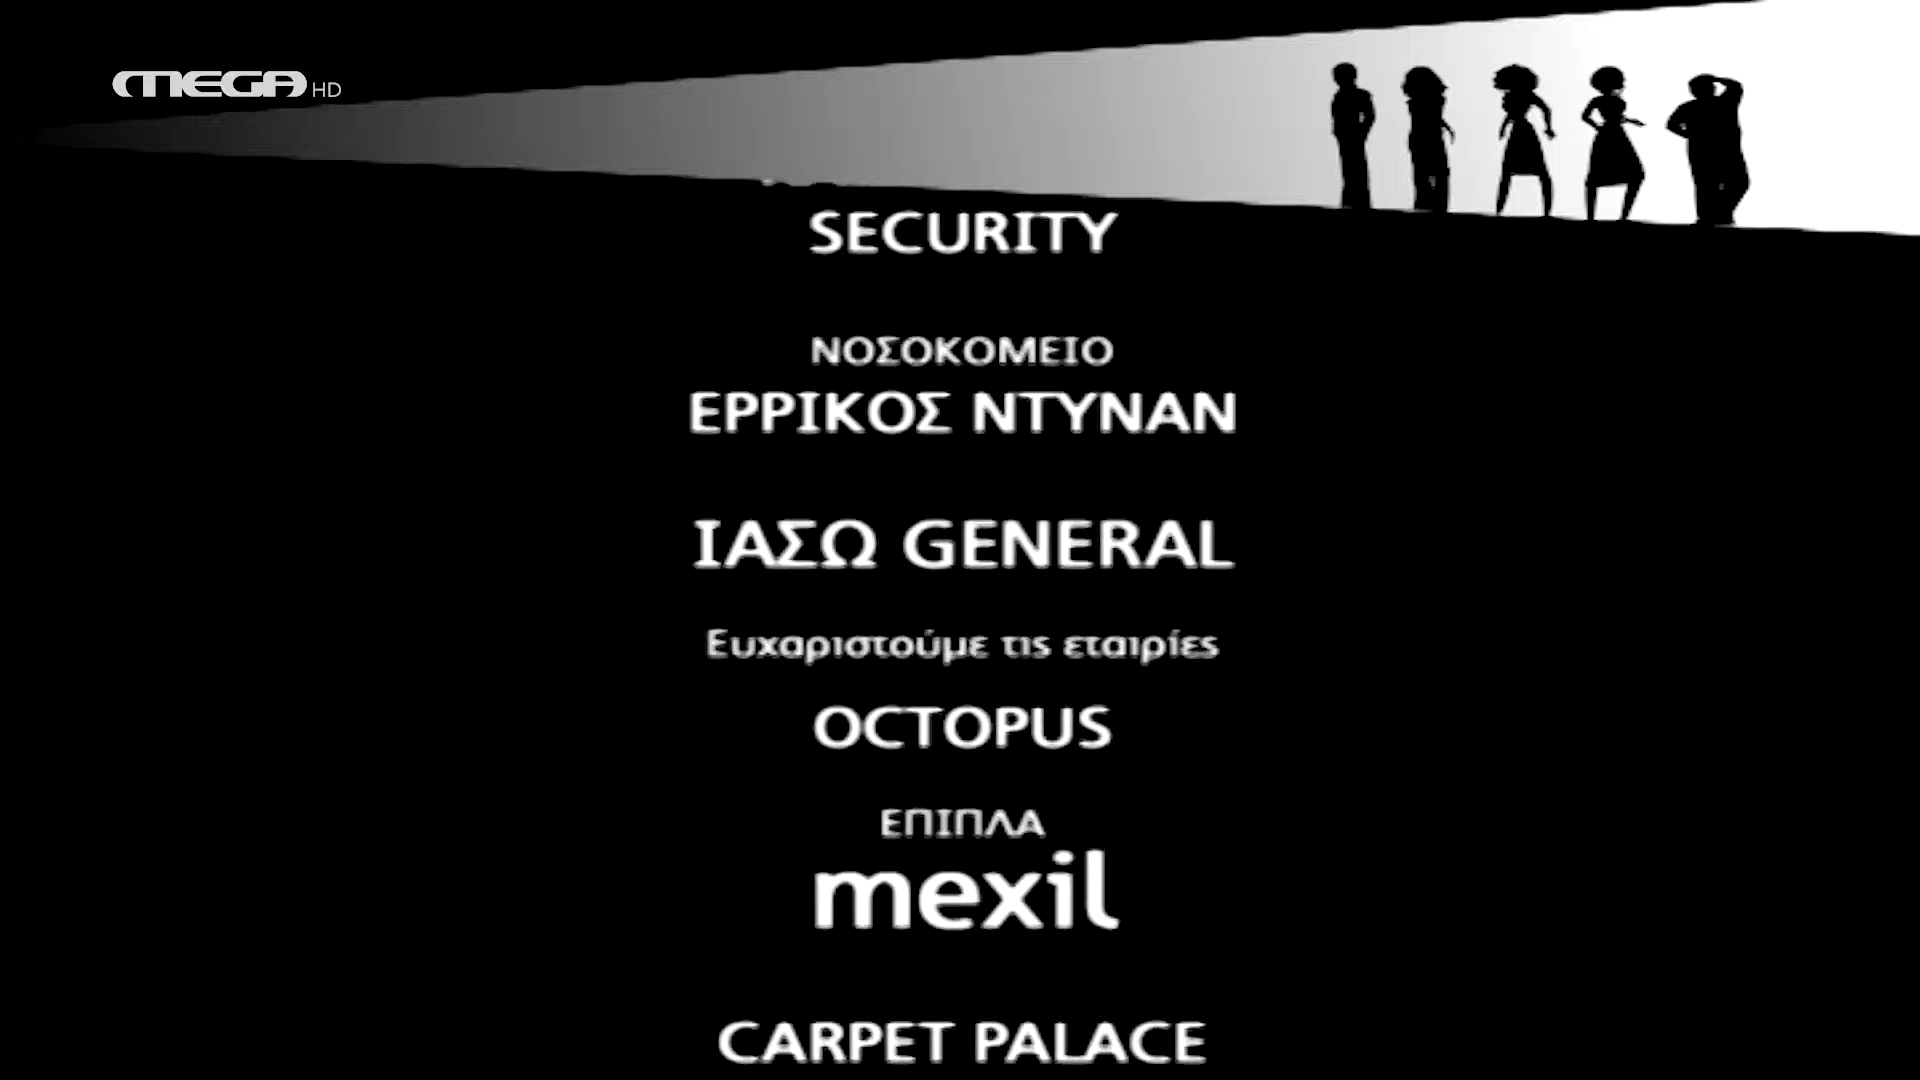 MEGA HD
SECURITY
ΝΟΣΟΚΟΜΕΙΟ
ΕΡΡΙΚΟΣ ΝΤΥΝΑΝ
ΙΑΣΩ GENERAL
Ευχαριστούμε τις εταιρίες
OCTOPUS
ΕΠΙΠΛΑ
mexil
CARPET PALACE